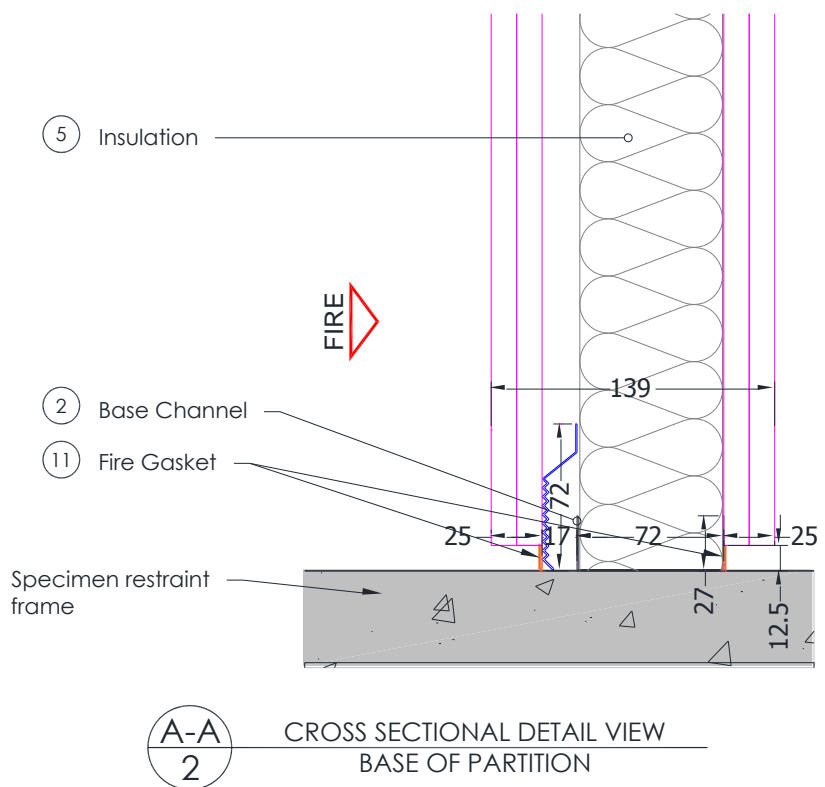 5 Insulation
FIRE
139
2 Base Channel
11 Fire Gasket
72
25 17 72 25
Specimen restraint
frame
27
12.5
A-A
2
CROSS SECTIONAL DETAIL VIEW
BASE OF PARTITION